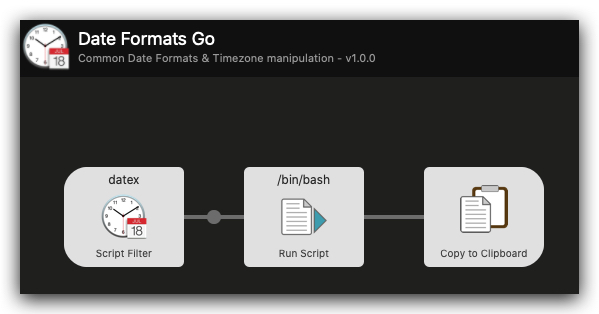 Date Formats Go
Common Date Formats & Timezone manipulation - v1.0.0
datex
/bin/bash
JUL
18
Script Filter
Run Script
Copy to Clipboard